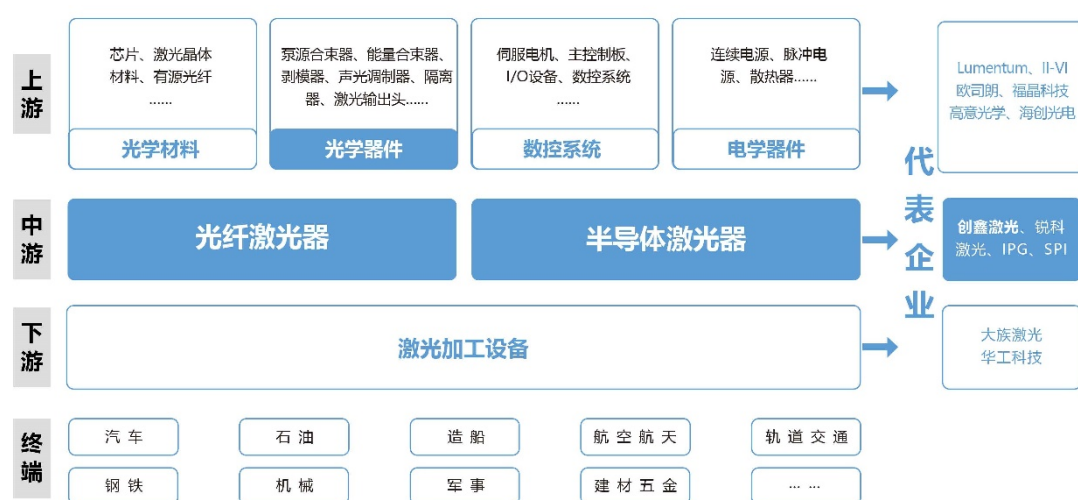 上游
芯片、激光晶体
材料、有源光纤
......
光学材料
泵源合束器、能量合束器、
剥模器、声光调制器、隔离
器、激光输出头......
光学器件
伺服电机、主控制板、
I/O设备、数控系统
......
数控系统
连续电源、脉冲电
源、散热器......
电学器件
Lumentum、II-VI
欧司朗、福晶科技
高意光学、海创光电
代表企业
中游
光纤激光器
半导体激光器
创鑫激光、锐科
激光、IPG、SPI
下游
激光加工设备
大族激光
华工科技
终端
汽车
石油
造船
航空航天
轨道交通
钢铁
机械
军事
建材五金
... ...